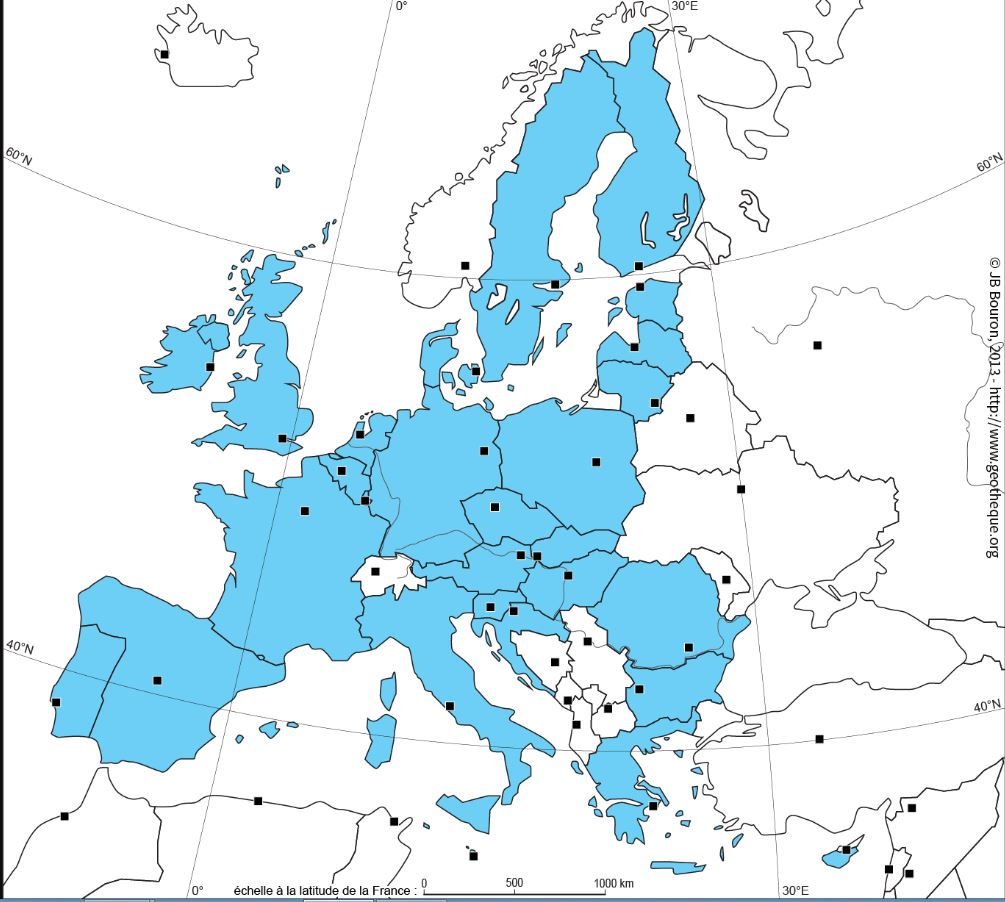 0°
30°E
60°N
60°N
© JB Bouron, 2013 - http://www.geotheque.org
40°N
40°N
0°
échelle à la latitude de la France : 0 500 1000 km
30°E